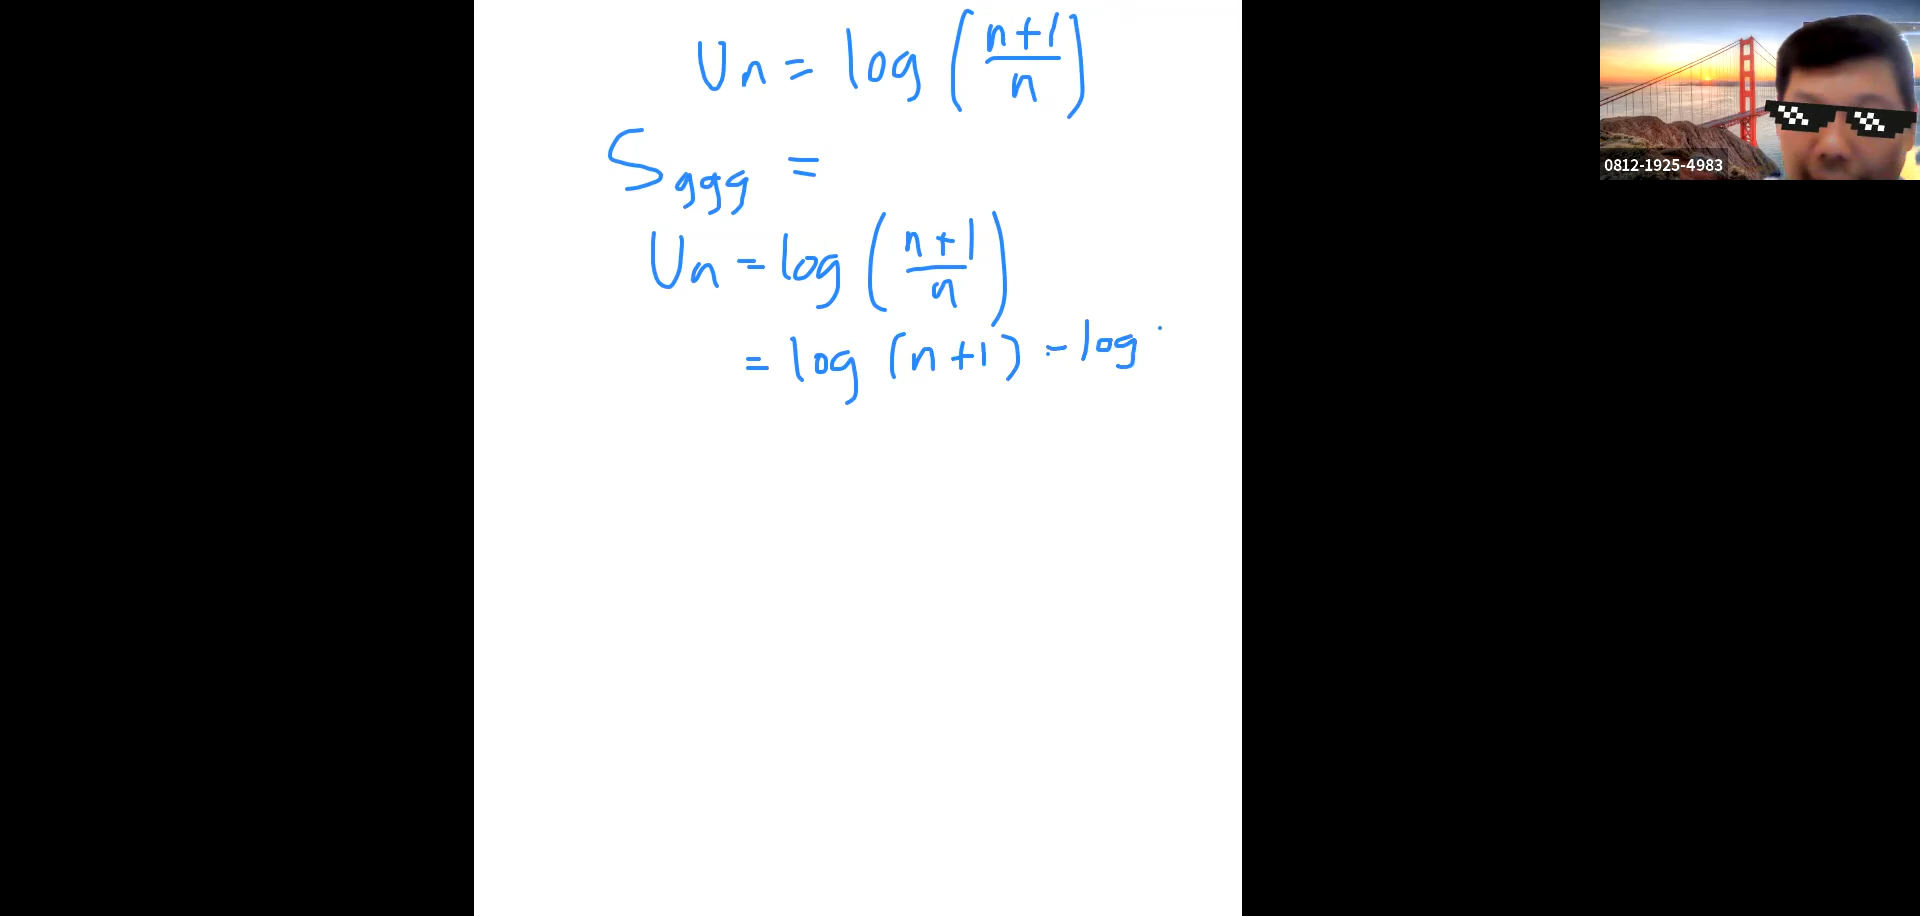 Un = log (n+1/n)
S999 =
Un = log (n+1/n)
= log (n+1) - log
0812-1925-4983